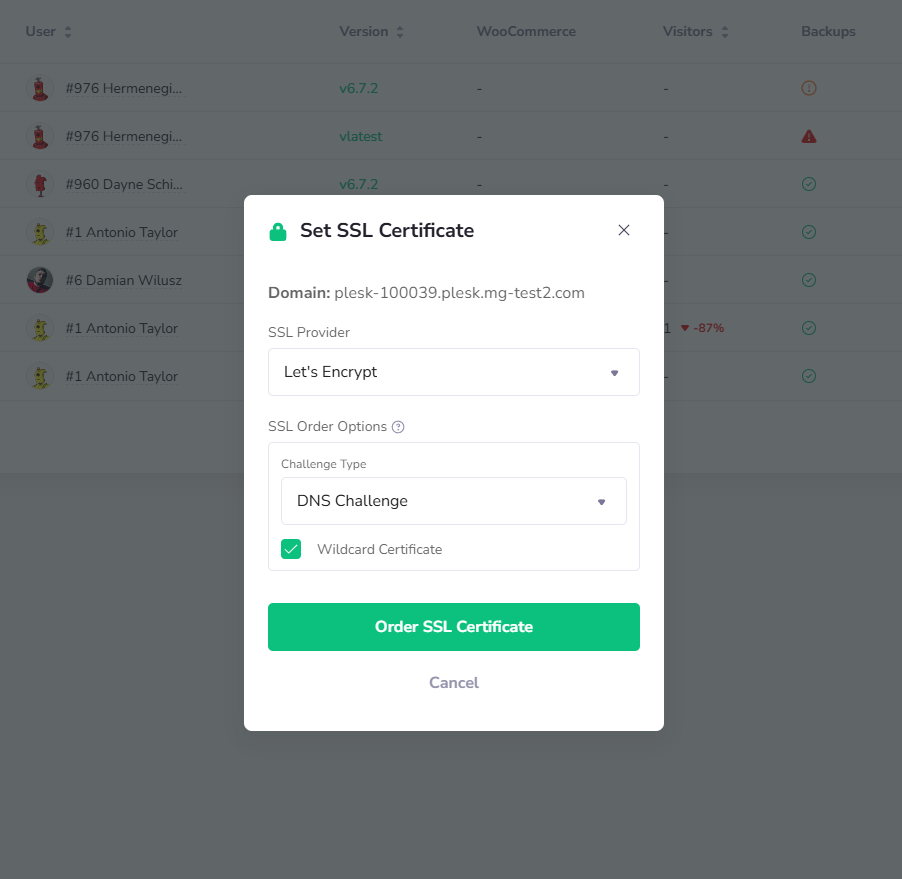 User Version WooCommerce Visitors Backups
#976 Hermenegi... v6.7.2 - -
#976 Hermenegi... vlatest - -
#960 Dayne Schi... v6.7.2 - -
#1 Antonio Taylor -
#6 Damian Wilusz -
#1 Antonio Taylor 1 -87%
#1 Antonio Taylor -
Set SSL Certificate
Domain: plesk-100039.plesk.mg-test2.com
SSL Provider
Let's Encrypt
SSL Order Options
Challenge Type
DNS Challenge
Wildcard Certificate
Order SSL Certificate
Cancel